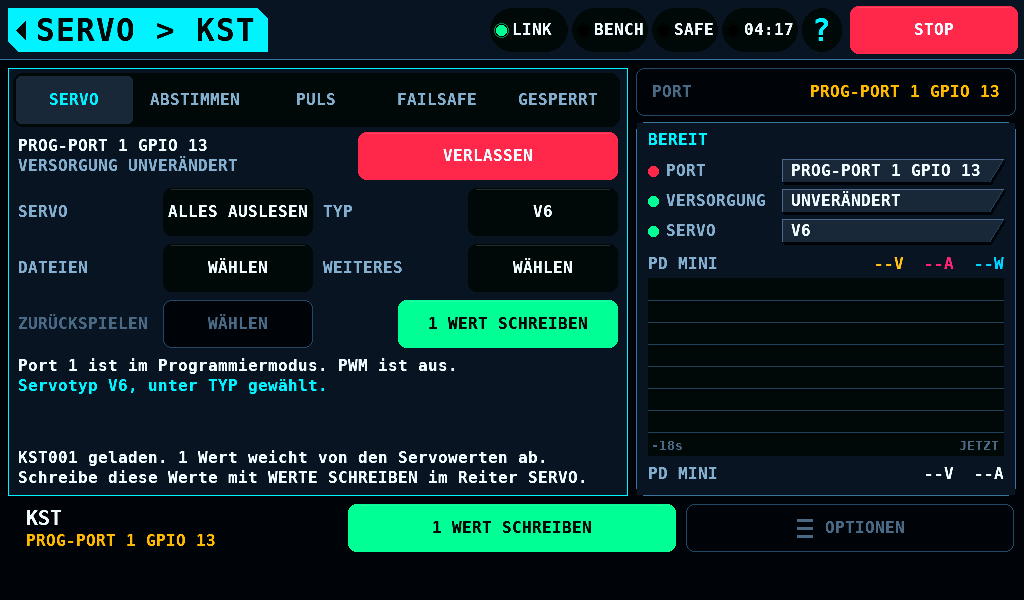 SERVO > KST
LINK
BENCH
SAFE
04:17
?
STOP
SERVO
ABSTIMMEN
PULS
FAILSAFE
GESPERRT
PORT
PROG-PORT 1 GPIO 13
PROG-PORT 1 GPIO 13
VERSORGUNG UNVERÄNDERT
VERLASSEN
SERVO
ALLES AUSLESEN
TYP
V6
DATEIEN
WÄHLEN
WEITERES
WÄHLEN
ZURÜCKSPIELEN
WÄHLEN
1 WERT SCHREIBEN
Port 1 ist im Programmiermodus. PWM ist aus.
Servotyp V6, unter TYP gewählt.
KST001 geladen. 1 Wert weicht von den Servowerten ab.
Schreibe diese Werte mit WERTE SCHREIBEN im Reiter SERVO.
BEREIT
PORT
PROG-PORT 1 GPIO 13
VERSORGUNG
UNVERÄNDERT
SERVO
V6
PD MINI
--V
--A
--W
-18s
JETZT
PD MINI
--V
--A
KST
PROG-PORT 1 GPIO 13
1 WERT SCHREIBEN
OPTIONEN